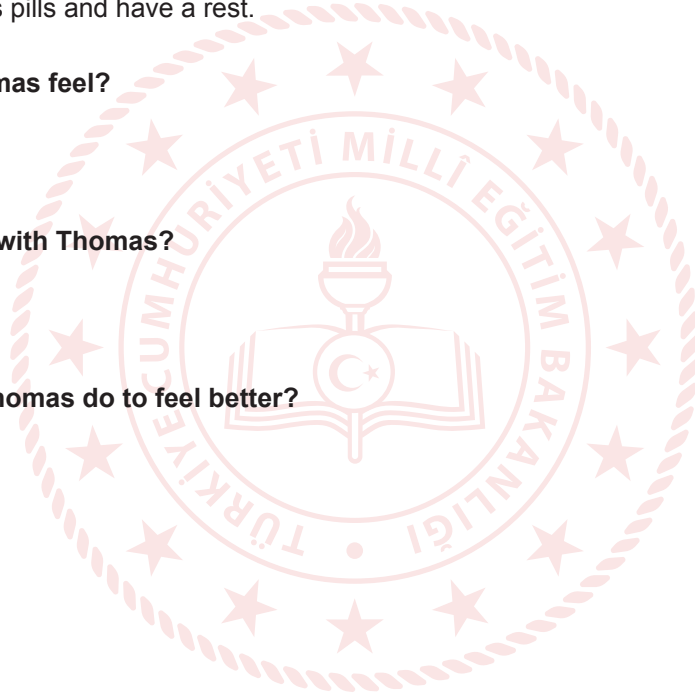 s pills and have a rest.
mas feel?
with Thomas?
homas do to feel better?
TÜRKİYE CUMHURİYETİ MİLLÎ EĞİTİM BAKANLIĞI